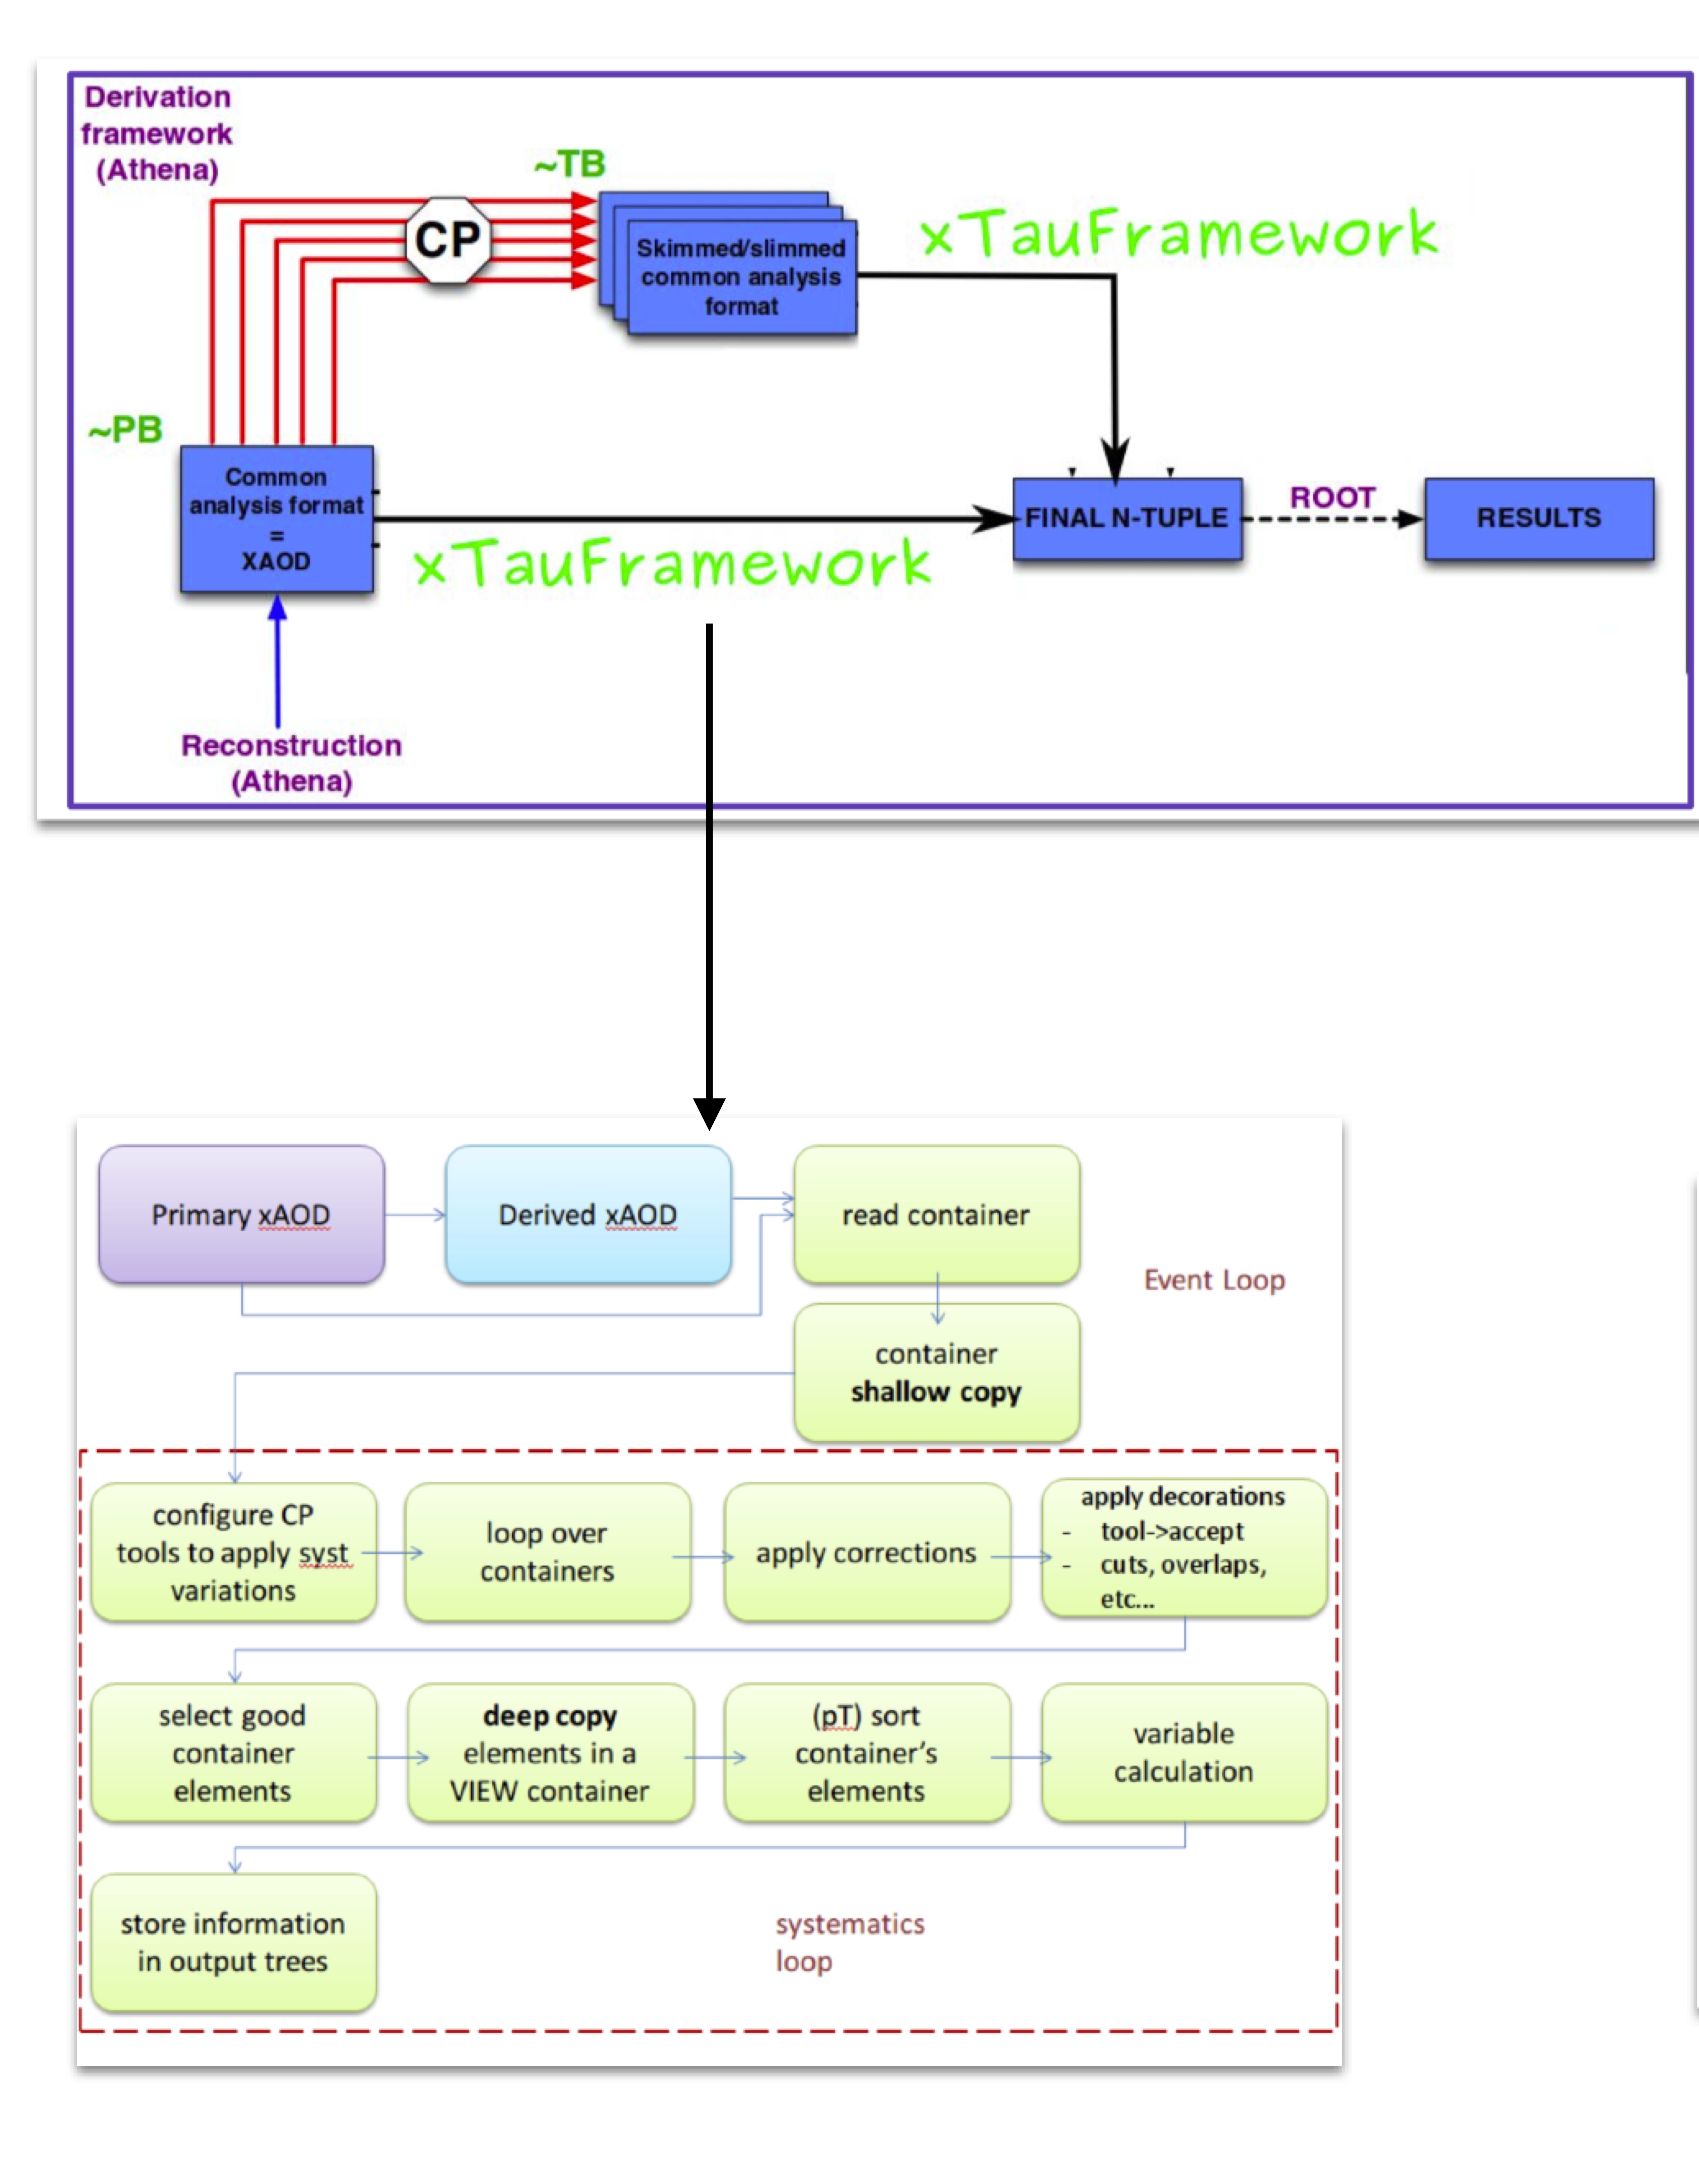 Derivation
framework
(Athena)
~TB
CP
Skimmed/slimmed
common analysis
format
xTauFramework
~PB
Common
analysis format
=
XAOD
xTauFramework
FINAL N-TUPLE
ROOT
RESULTS
Reconstruction
(Athena)
Primary xAOD
Derived xAOD
read container
Event Loop
container
shallow copy
configure CP
tools to apply syst
variations
loop over
containers
apply corrections
apply decorations
- tool->accept
- cuts, overlaps,
etc...
select good
container
elements
deep copy
elements in a
VIEW container
(pT) sort
container's
elements
variable
calculation
store information
in output trees
systematics
loop